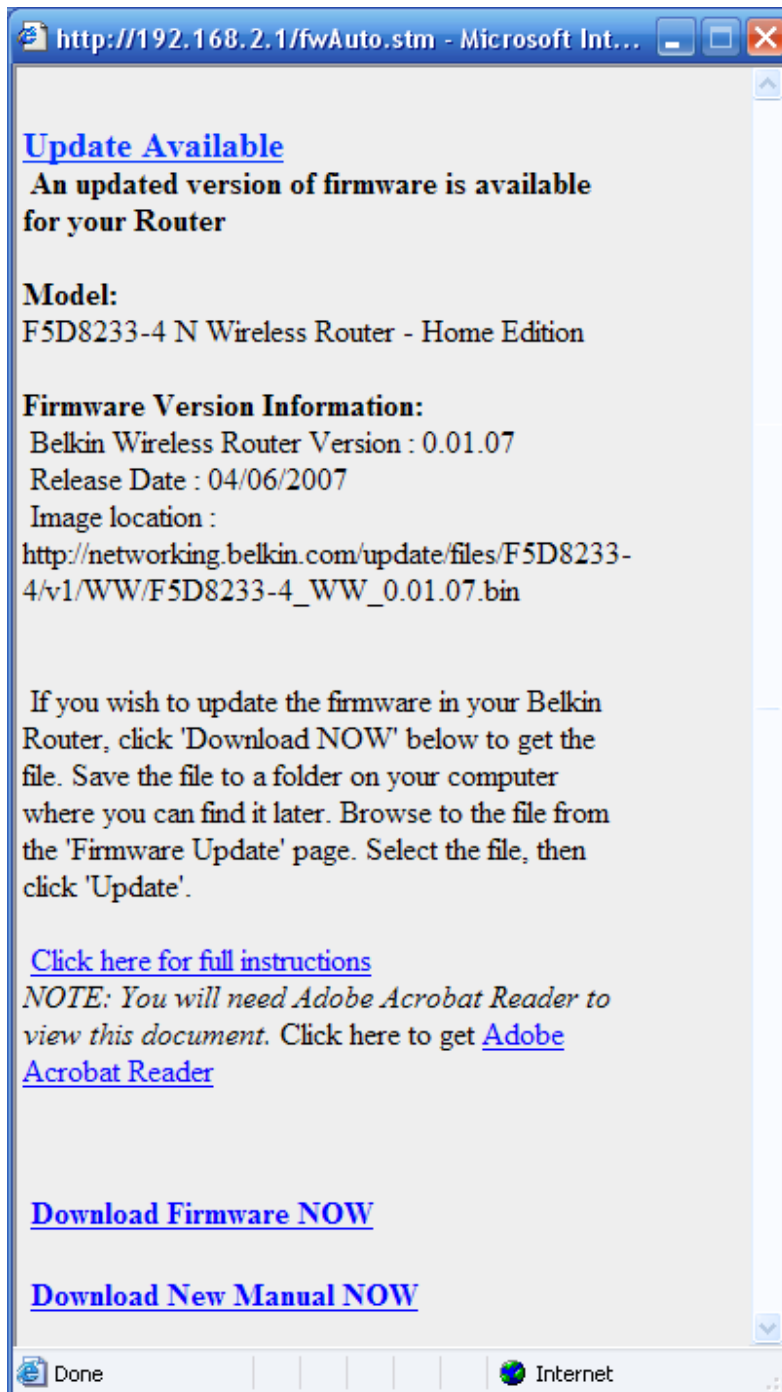 http://192.168.2.1/fwAuto.stm - Microsoft Int...
Update Available
An updated version of firmware is available
for your Router
Model:
F5D8233-4 N Wireless Router - Home Edition
Firmware Version Information:
Belkin Wireless Router Version : 0.01.07
Release Date : 04/06/2007
Image location :
http://networking.belkin.com/update/files/F5D8233-
4/v1/WW/F5D8233-4_WW_0.01.07.bin
If you wish to update the firmware in your Belkin
Router, click 'Download NOW' below to get the
file. Save the file to a folder on your computer
where you can find it later. Browse to the file from
the 'Firmware Update' page. Select the file, then
click 'Update'.
Click here for full instructions
NOTE: You will need Adobe Acrobat Reader to
view this document. Click here to get Adobe
Acrobat Reader
Download Firmware NOW
Download New Manual NOW
Done
Internet